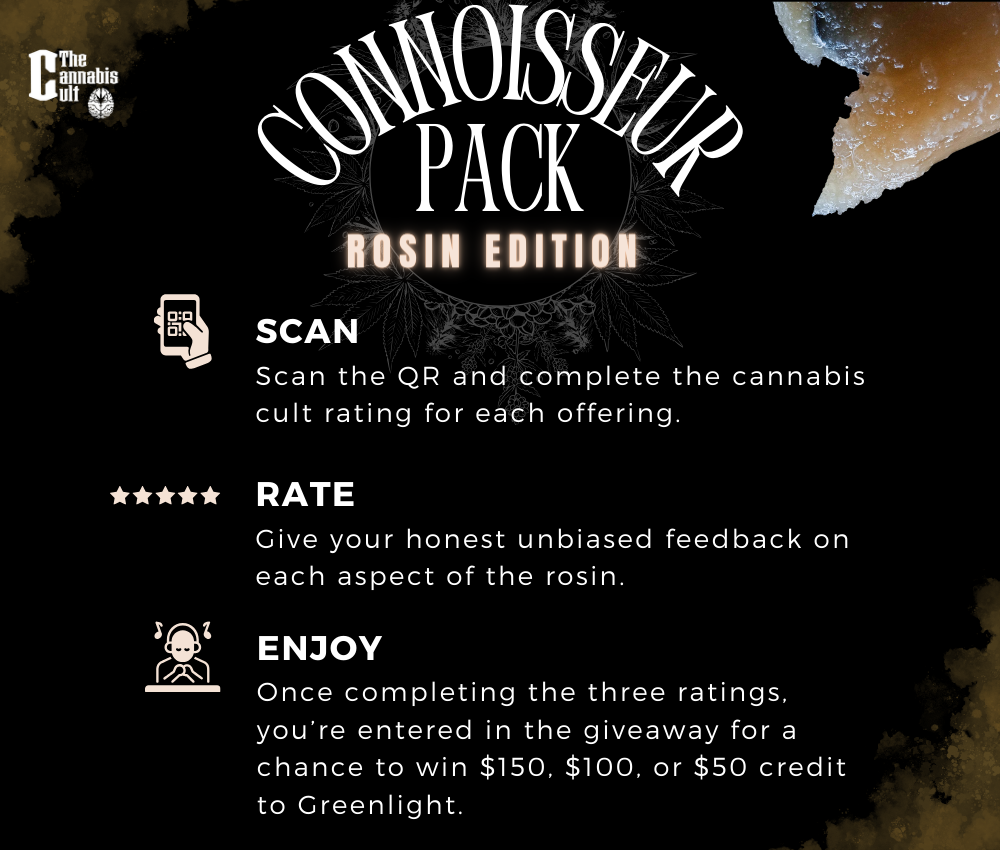 The
Cannabis
Cult
CONNOISSEUR
PACK
ROSIN EDITION
SCAN
Scan the QR and complete the cannabis
cult rating for each offering.
RATE
Give your honest unbiased feedback on
each aspect of the rosin.
ENJOY
Once completing the three ratings,
you’re entered in the giveaway for a
chance to win $150, $100, or $50 credit
to Greenlight.